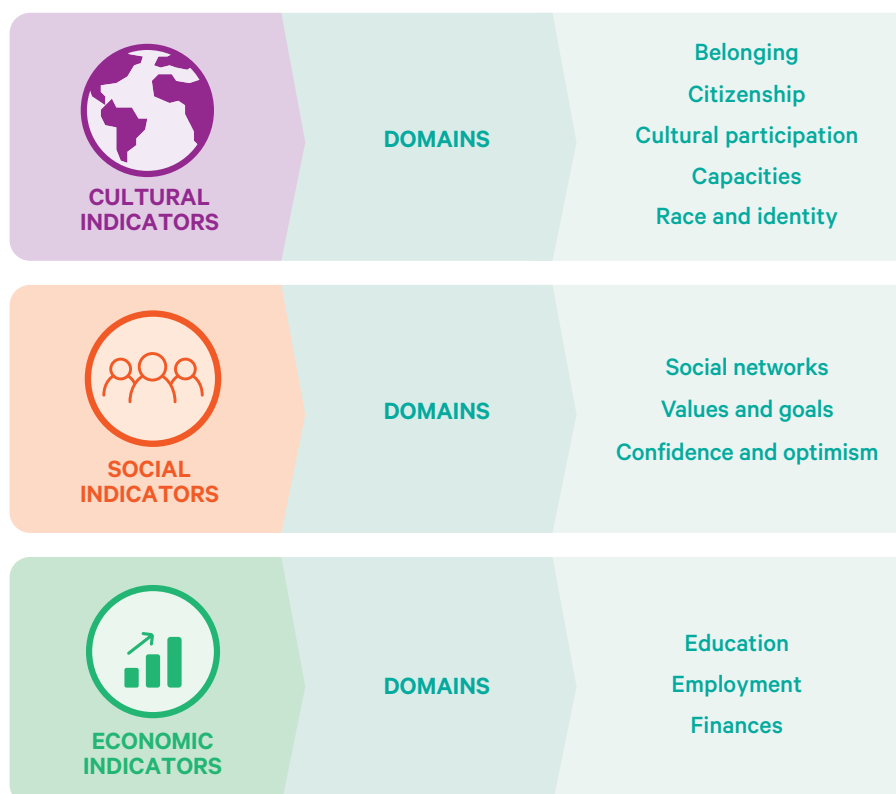 CULTURAL
INDICATORS
DOMAINS
Belonging
Citizenship
Cultural participation
Capacities
Race and identity
SOCIAL
INDICATORS
DOMAINS
Social networks
Values and goals
Confidence and optimism
ECONOMIC
INDICATORS
DOMAINS
Education
Employment
Finances